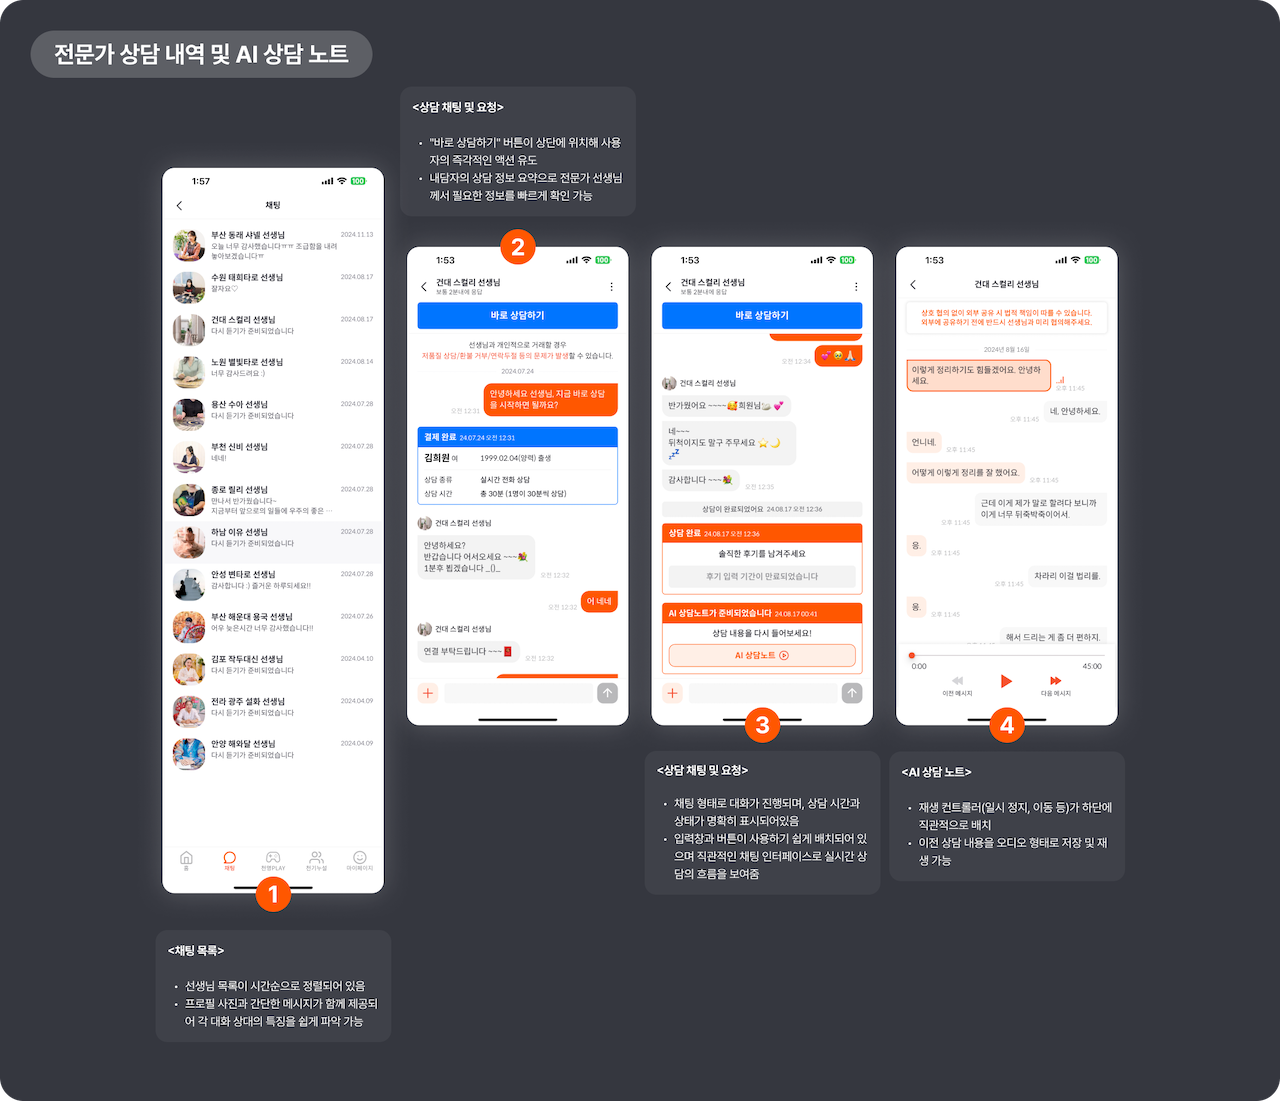 전문가 상담 내역 및 AI 상담 노트
<상담 채팅 및 요청>
• "바로 상담하기" 버튼이 상단에 위치해 사용
자의 즉각적인 액션 유도
• 내담자의 상담 정보 요약으로 전문가 선생님
께서 필요한 정보를 빠르게 확인 가능
1:57
100
채팅
부산 동래 샤넬 선생님
2024.11.13
오늘 너무 감사했습니다ㅠㅠ 조급함을 내려
놓아보겠습니다ㅠ
수원 태희타로 선생님
2024.08.17
잘자요♡
건대 스컬리 선생님
2024.08.17
다시 듣기가 준비되었습니다
노원 별빛타로 선생님
2024.08.14
너무 감사드려요 :)
용산 수아 선생님
2024.07.28
다시 듣기가 준비되었습니다
부천 신비 선생님
2024.07.28
네네!
종로 릴리 선생님
2024.07.28
만나서 반가웠습니다~
지금부터 앞으로의 일들에 우주의 좋은 …
하남 이유 선생님
2024.07.28
다시 듣기가 준비되었습니다
안성 변타로 선생님
2024.07.28
감사합니다 :) 즐거운 하루되세요!!
부산 해운대 용국 선생님
2024.07.26
어우 늦은시간 너무 감사했습니다!!
김포 작두대신 선생님
2024.04.10
다시 듣기가 준비되었습니다
전라 광주 설화 선생님
2024.04.09
다시 듣기가 준비되었습니다
안양 해와달 선생님
2024.04.09
다시 듣기가 준비되었습니다
홈
채팅
천명PLAY
천기누설
마이페이지
1
<채팅 목록>
• 선생님 목록이 시간순으로 정렬되어 있음
• 프로필 사진과 간단한 메시지가 함께 제공되
어 각 대화 상대의 특징을 쉽게 파악 가능
2
1:53
100
건대 스컬리 선생님
보통 2분내에 응답
바로 상담하기
선생님과 개인적으로 거래할 경우
저품질 상담/환불 거부/연락두절 등의 문제가 발생할 수 있습니다.
2024.07.24
안녕하세요 선생님, 지금 바로 상담
을 시작하면 될까요?
오전 12:31
결제 완료 24.07.24 오전 12:31
김희원 여 1999.02.04(양력) 출생
상담 종류 실시간 전화 상담
상담 시간 총 30분 (1명이 30분씩 상담)
건대 스컬리 선생님
안녕하세요?
반갑습니다 어서오세요 ~~~💐
1분후 뵙겠습니다 _()_
오전 12:32
오전 12:32
어 네네
건대 스컬리 선생님
연결 부탁드립니다 ~~~🧧
오전 12:32
1:53
100
건대 스컬리 선생님
보통 2분내에 응답
바로 상담하기
오전 12:34
💕🥹🙏🏻
건대 스컬리 선생님
반가웠어요 ~~~~🥰희원님🦢 💕
네~~~
뒤척이지도 말구 주무세요 ⭐🌙
💤
감사합니다 ~~~💐
오전 12:35
상담이 완료되었어요 24.08.17 오전 12:36
상담 완료 24.08.17 오전 12:36
솔직한 후기를 남겨주세요
후기 입력 기간이 만료되었습니다
AI 상담노트가 준비되었습니다 24.08.17 00:41
상담 내용을 다시 들어보세요!
AI 상담노트
3
<상담 채팅 및 요청>
• 채팅 형태로 대화가 진행되며, 상담 시간과
상태가 명확히 표시되어있음
• 입력창과 버튼이 사용하기 쉽게 배치되어 있
으며 직관적인 채팅 인터페이스로 실시간 상
담의 흐름을 보여줌
1:53
100
건대 스컬리 선생님
상호 협의 없이 외부 공유 시 법적 책임이 따를 수 있습니다.
외부에 공유하기 전에 반드시 선생님과 미리 협의해주세요.
2024년 8월 16일
이렇게 정리하기도 힘들겠어요. 안녕하
세요.
오후 11:45
네, 안녕하세요.
오후 11:45
언니네.
오후 11:45
어떻게 이렇게 정리를 잘 했어요.
오후 11:45
근데 이게 제가 말로 할려다 보니까
이게 너무 뒤죽박죽이어서.
오후 11:45
응.
오후 11:45
차라리 이걸 법리를.
오후 11:45
응.
오후 11:45
해서 드리는 게 좀 더 편하지.
0:00
45:00
이전 메시지
다음 메시지
4
<AI 상담 노트>
• 재생 컨트롤러(일시 정지, 이동 등)가 하단에
직관적으로 배치
• 이전 상담 내용을 오디오 형태로 저장 및 재
생 가능